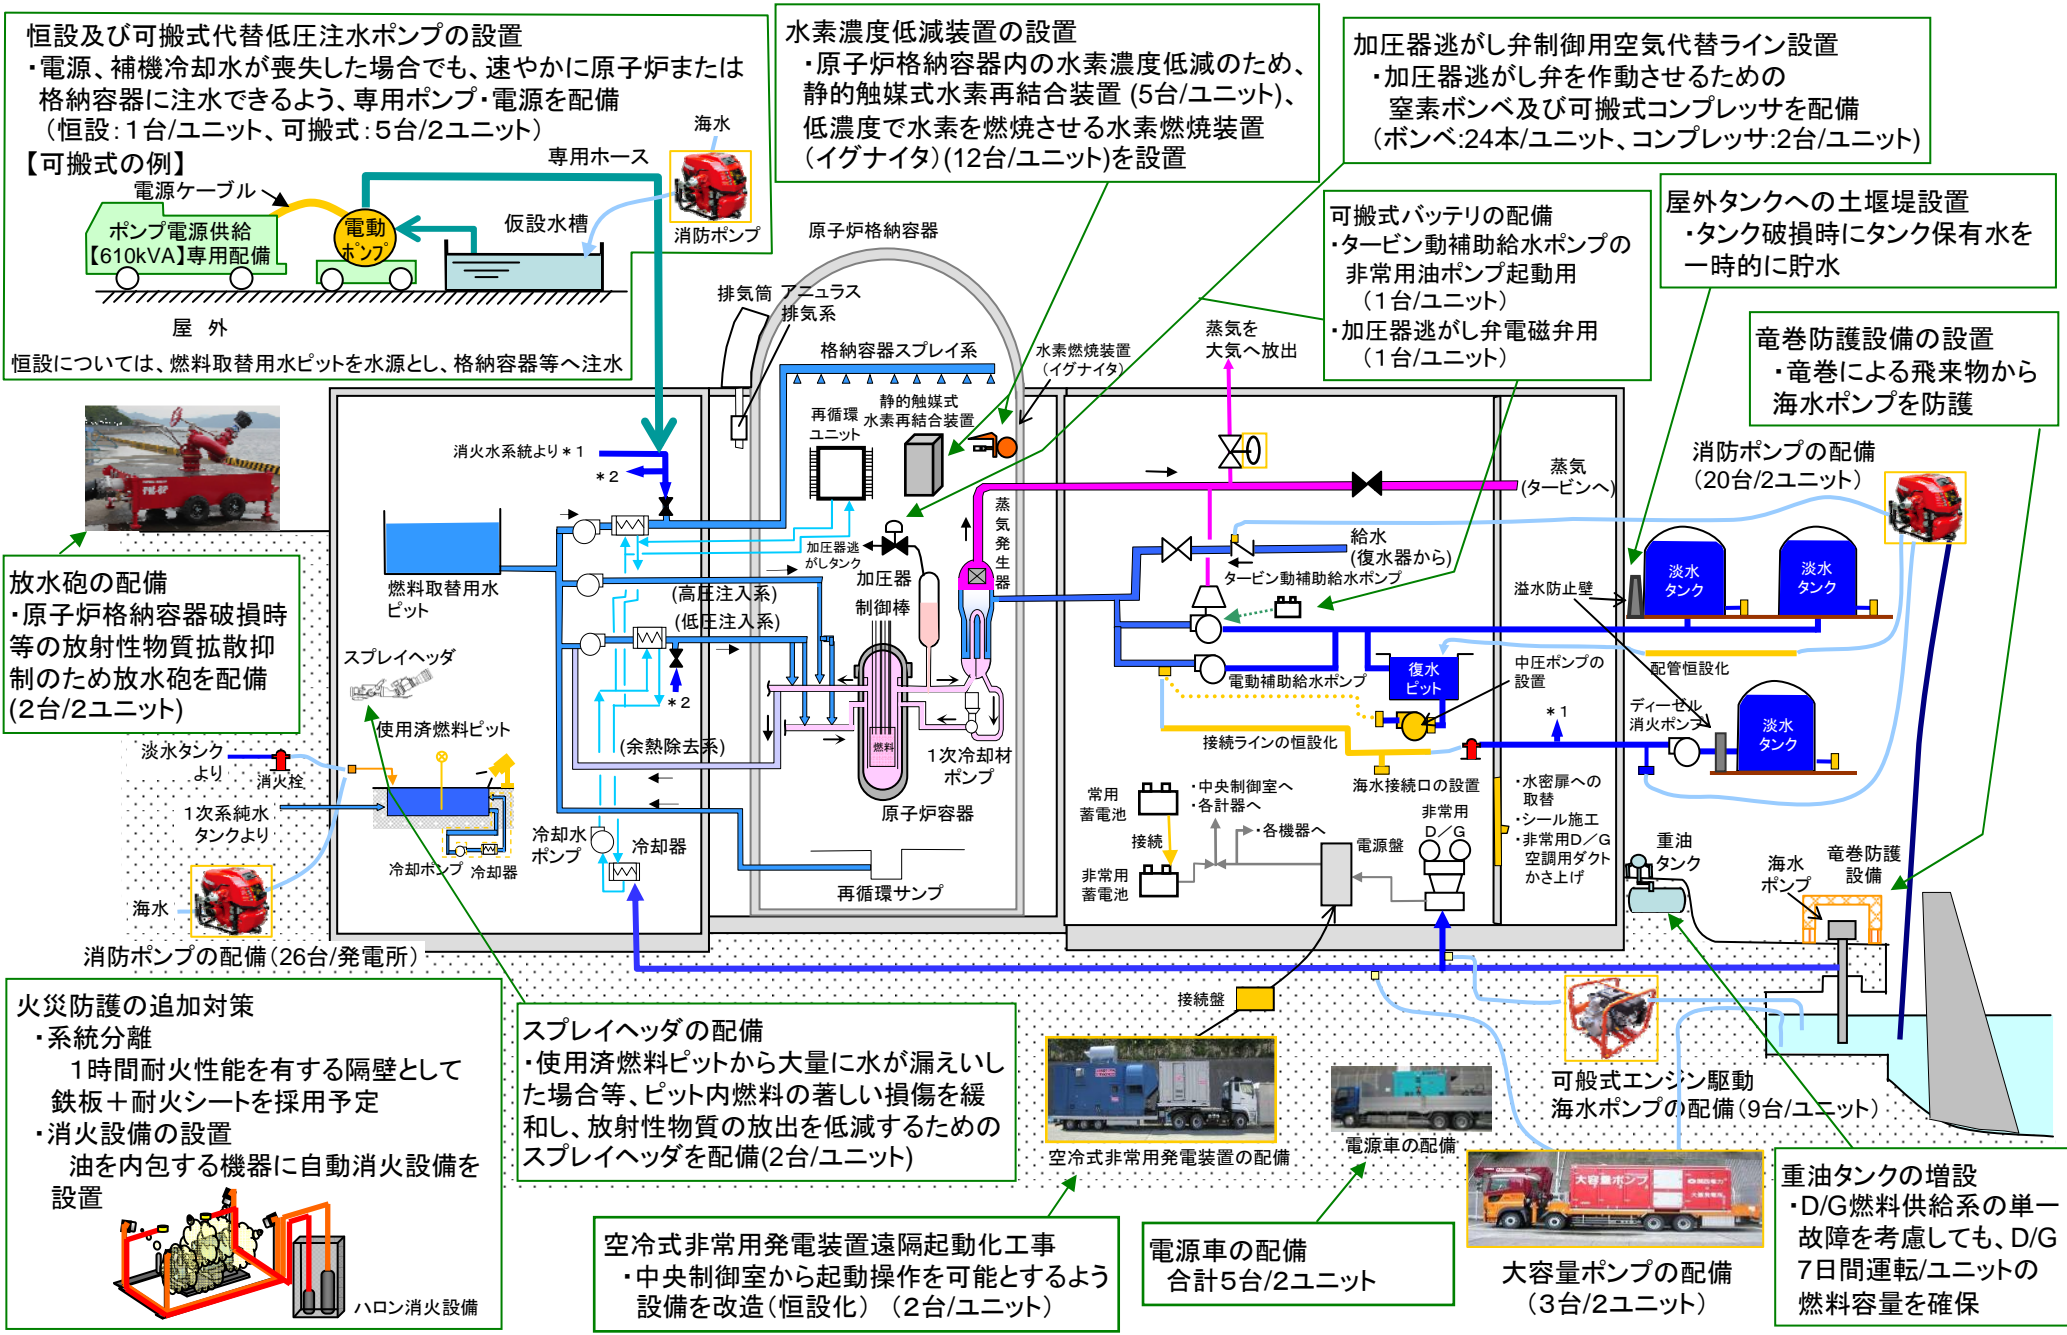 恒設及び可搬式代替低圧注水ポンプの設置
・電源、補機冷却水が喪失した場合でも、速やかに原子炉または
格納容器に注水できるよう、専用ポンプ・電源を配備
(恒設：１台/ユニット、可搬式：５台/２ユニット)
【可搬式の例】
海水
専用ホース
電源ケーブル
ポンプ電源供給
【610kVA】専用配備
電動
ポンプ
仮設水槽
消防ポンプ
屋　外
恒設については、燃料取替用水ピットを水源とし、格納容器等へ注水
水素濃度低減装置の設置
・原子炉格納容器内の水素濃度低減のため、
静的触媒式水素再結合装置 (5台/ユニット)、
低濃度で水素を燃焼させる水素燃焼装置
(イグナイタ)(12台/ユニット)を設置
加圧器逃がし弁制御用空気代替ライン設置
・加圧器逃がし弁を作動させるための
窒素ボンベ及び可搬式コンプレッサを配備
(ボンベ:24本/ユニット、コンプレッサ:2台/ユニット)
可搬式バッテリの配備
・タービン動補助給水ポンプの
非常用油ポンプ起動用
(１台/ユニット)
・加圧器逃がし弁電磁弁用
(１台/ユニット)
屋外タンクへの土堰堤設置
・タンク破損時にタンク保有水を
一時的に貯水
竜巻防護設備の設置
・竜巻による飛来物から
海水ポンプを防護
原子炉格納容器
排気筒
アニュラス
排気系
格納容器スプレイ系
水素燃焼装置
(イグナイタ)
静的触媒式
水素再結合装置
再循環
ユニット
蒸気を
大気へ放出
消火水系統より＊1
＊2
蒸気
(タービンへ)
消防ポンプの配備
(20台/2ユニット)
蒸気発生器
給水
(復水器から)
加圧器逃
がしタンク
加圧器
制御棒
タービン動補助給水ポンプ
淡水
タンク
淡水
タンク
溢水防止壁
燃料取替用水
ピット
(高圧注入系)
(低圧注入系)
放水砲の配備
・原子炉格納容器破損時
等の放射性物質拡散抑
制のため放水砲を配備
(2台/2ユニット)
スプレイヘッダ
＊2
電動補助給水ポンプ
復水
ピット
中圧ポンプの
設置
配管恒設化
ディーゼル
消火ポンプ
＊1
淡水
タンク
使用済燃料ピット
淡水タンク
より
消火栓
(余熱除去系)
燃料
1次冷却材
ポンプ
接続ラインの恒設化
海水接続口の設置
1次系純水
タンクより
原子炉容器
常用
蓄電池
・中央制御室へ
・各計器へ
接続
・各機器へ
非常用
D／G
電源盤
・水密扉への
取替
・シール施工
・非常用D／G
空調用ダクト
かさ上げ
重油
タンク
海水
ポンプ
竜巻防護
設備
冷却ポンプ
冷却器
冷却水
ポンプ
冷却器
非常用
蓄電池
再循環サンプ
海水
消防ポンプの配備(26台/発電所)
接続盤
火災防護の追加対策
・系統分離
１時間耐火性能を有する隔壁として
鉄板＋耐火シートを採用予定
・消火設備の設置
油を内包する機器に自動消火設備を
設置
ハロン消火設備
スプレイヘッダの配備
・使用済燃料ピットから大量に水が漏えいし
た場合等、ピット内燃料の著しい損傷を緩
和し、放射性物質の放出を低減するための
スプレイヘッダを配備(2台/ユニット)
空冷式非常用発電装置の配備
電源車の配備
可般式エンジン駆動
海水ポンプの配備(9台/ユニット)
大容量ポンプ
空冷式非常用発電装置遠隔起動化工事
・中央制御室から起動操作を可能とするよう
設備を改造(恒設化)　(２台/ユニット)
電源車の配備
合計５台/２ユニット
大容量ポンプの配備
(３台/２ユニット)
重油タンクの増設
・D/G燃料供給系の単一
故障を考慮しても、D/G
7日間運転/ユニットの
燃料容量を確保